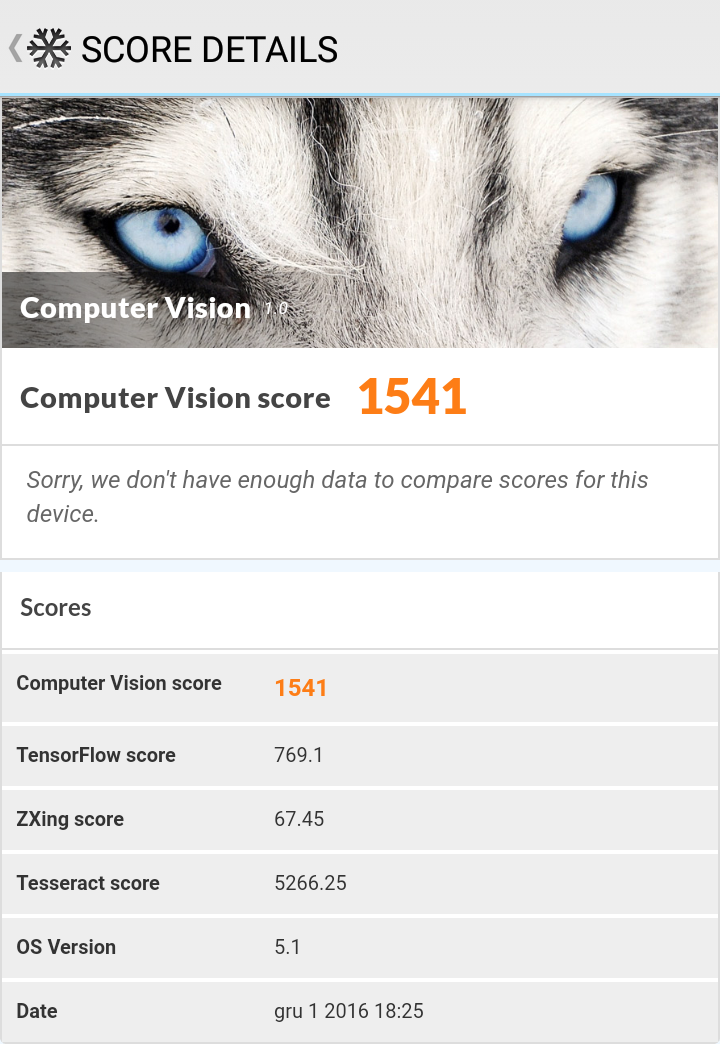 SCORE DETAILS
Computer Vision 1.0
Computer Vision score 1541
Sorry, we don't have enough data to compare scores for this
device.
Scores
Computer Vision score 1541
TensorFlow score 769.1
ZXing score 67.45
Tesseract score 5266.25
OS Version 5.1
Date gru 1 2016 18:25